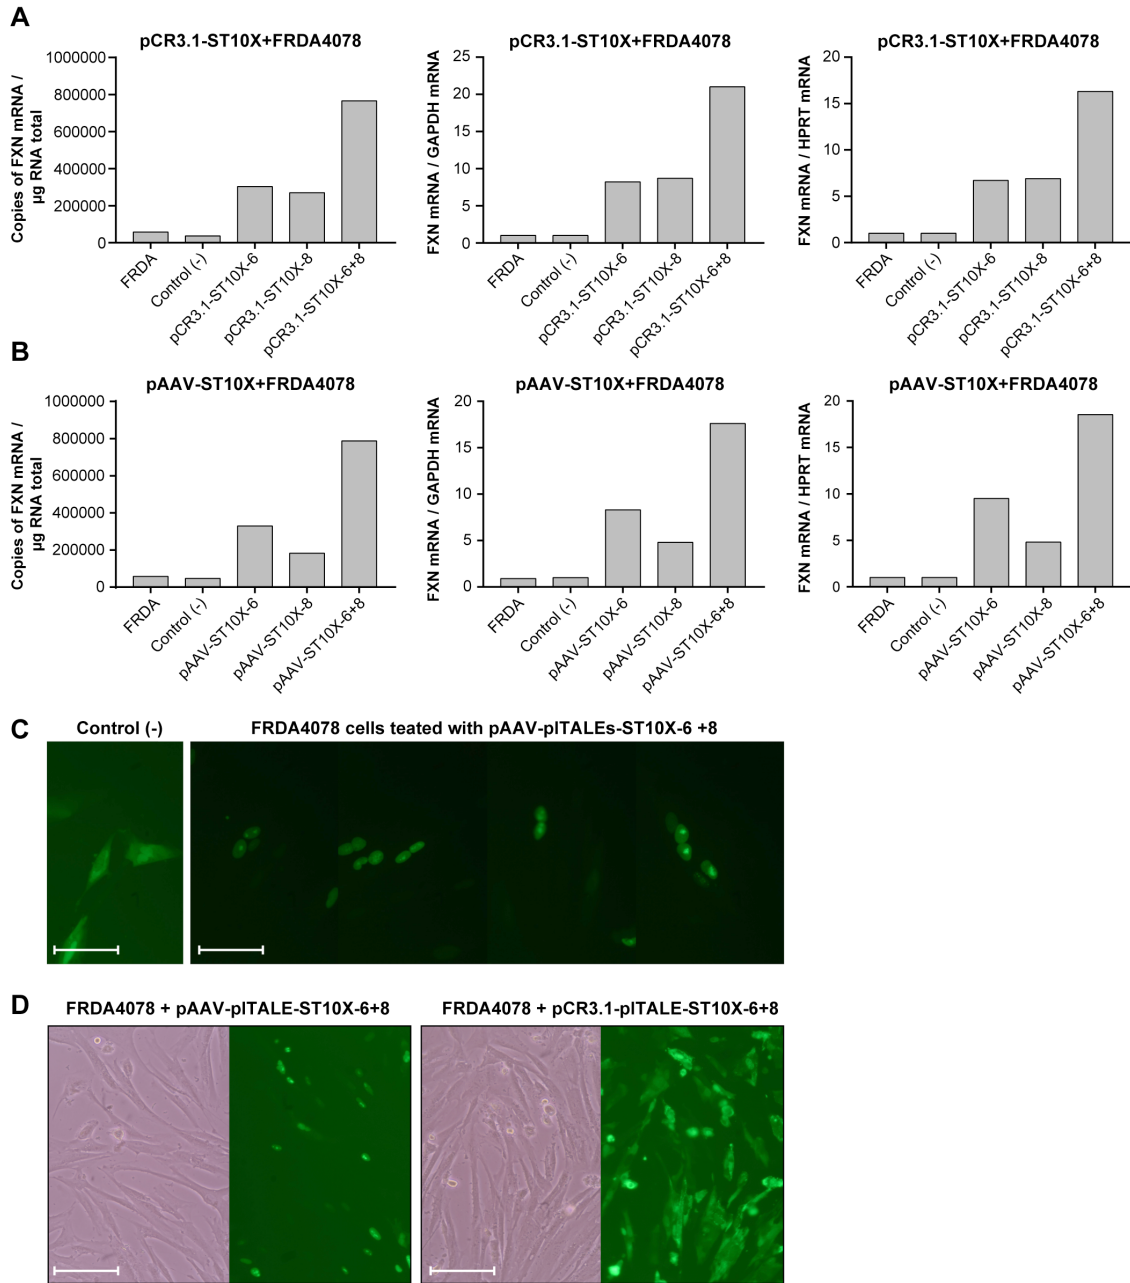 A
pCR3.1-ST10X+FRDA4078
Copies of FXN mRNA /
µg RNA total
1000000
800000
600000
400000
200000
0
FRDA
Control (-)
pCR3.1-ST10X-6
pCR3.1-ST10X-8
pCR3.1-ST10X-6+8
pCR3.1-ST10X+FRDA4078
FXN mRNA / GAPDH mRNA
25
20
15
10
5
0
FRDA
Control (-)
pCR3.1-ST10X-6
pCR3.1-ST10X-8
pCR3.1-ST10X-6+8
pCR3.1-ST10X+FRDA4078
FXN mRNA / HPRT mRNA
20
15
10
5
0
FRDA
Control (-)
pCR3.1-ST10X-6
pCR3.1-ST10X-8
pCR3.1-ST10X-6+8
B
pAAV-ST10X+FRDA4078
Copies of FXN mRNA /
µg RNA total
1000000
800000
600000
400000
200000
0
FRDA
Control (-)
pAAV-ST10X-6
pAAV-ST10X-8
pAAV-ST10X-6+8
pAAV-ST10X+FRDA4078
FXN mRNA / GAPDH mRNA
20
15
10
5
0
FRDA
Control (-)
pAAV-ST10X-6
pAAV-ST10X-8
pAAV-ST10X-6+8
pAAV-ST10X+FRDA4078
FXN mRNA / HPRT mRNA
20
15
10
5
0
FRDA
Control (-)
pAAV-ST10X-6
pAAV-ST10X-8
pAAV-ST10X-6+8
C
Control (-)
FRDA4078 cells teated with pAAV-pITALEs-ST10X-6 +8
D
FRDA4078 + pAAV-pITALE-ST10X-6+8
FRDA4078 + pCR3.1-pITALE-ST10X-6+8